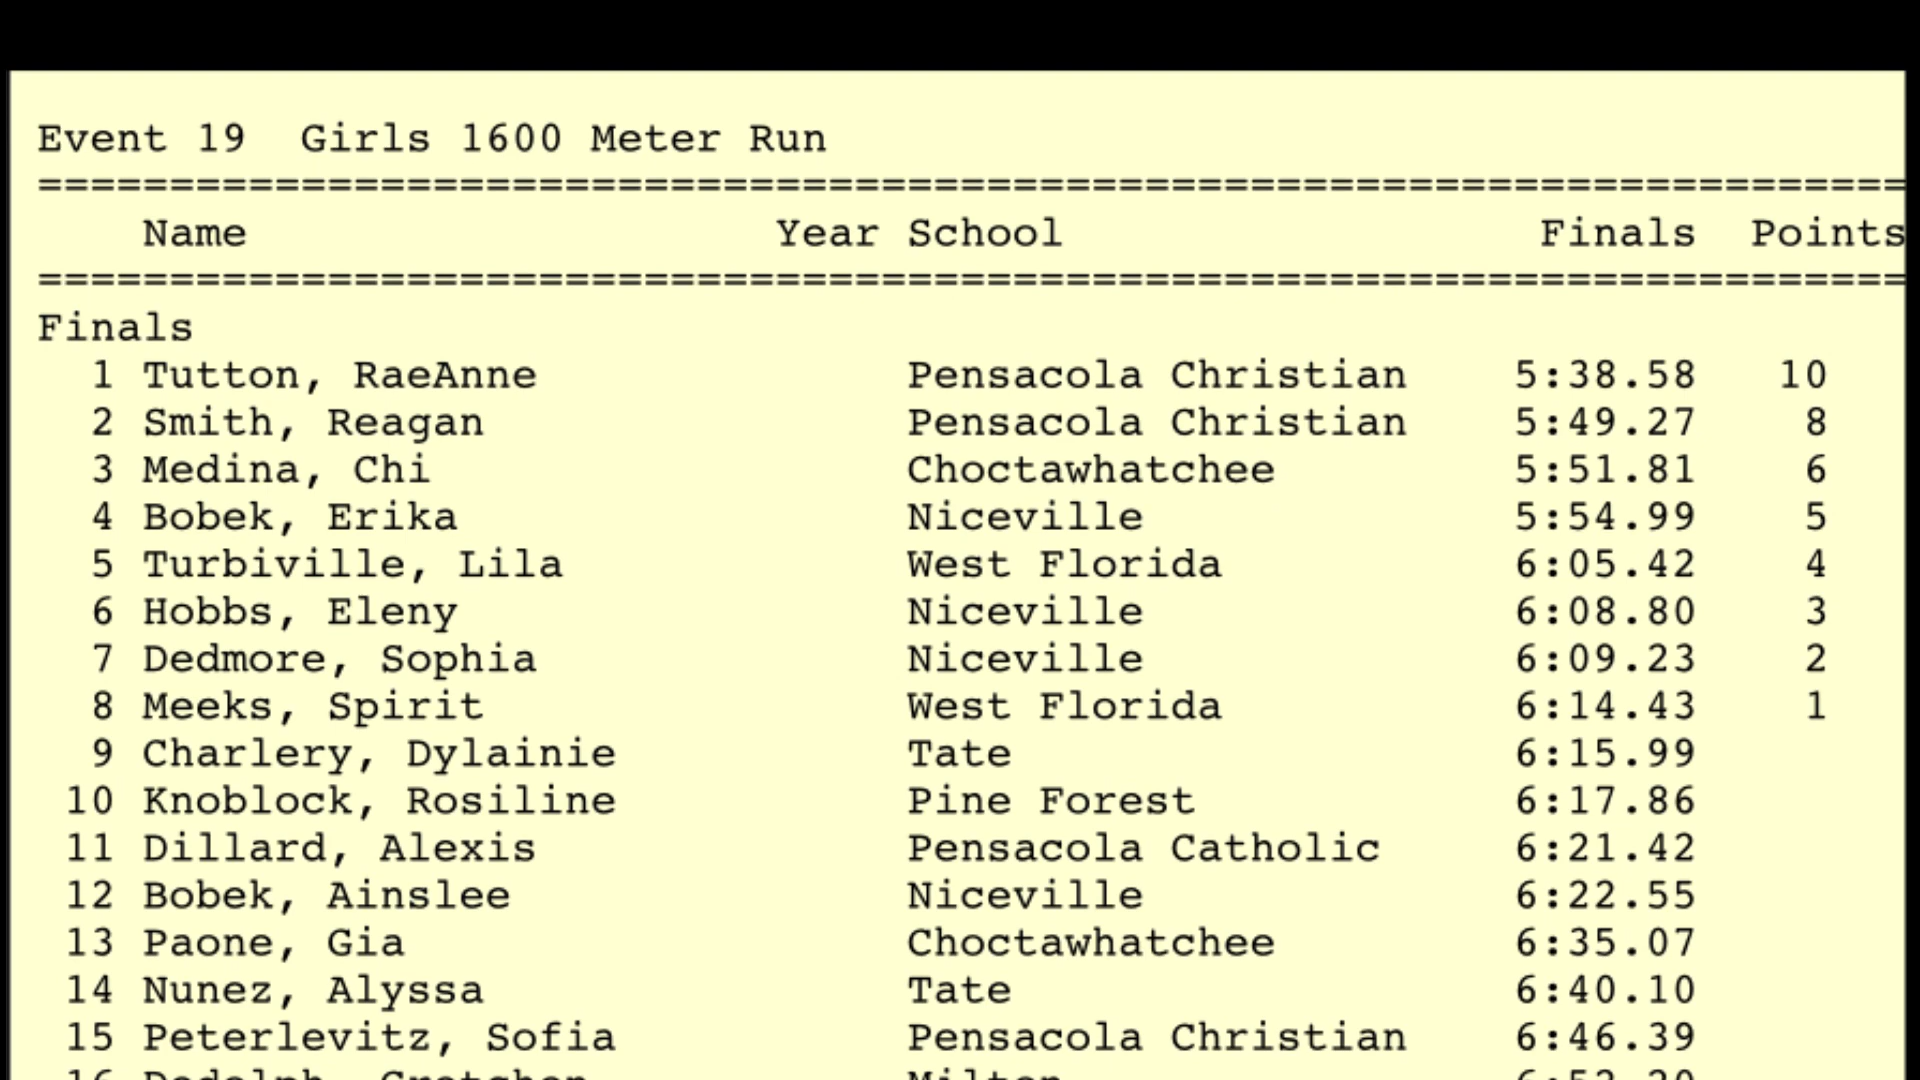 Event 19  Girls 1600 Meter Run
=======================================================================
    Name                    Year School                  Finals  Points
=======================================================================
Finals
  1 Tutton, RaeAnne              Pensacola Christian    5:38.58   10
  2 Smith, Reagan                Pensacola Christian    5:49.27    8
  3 Medina, Chi                  Choctawhatchee         5:51.81    6
  4 Bobek, Erika                 Niceville              5:54.99    5
  5 Turbiville, Lila             West Florida           6:05.42    4
  6 Hobbs, Eleny                 Niceville              6:08.80    3
  7 Dedmore, Sophia              Niceville              6:09.23    2
  8 Meeks, Spirit                West Florida           6:14.43    1
  9 Charlery, Dylainie           Tate                   6:15.99
 10 Knoblock, Rosiline           Pine Forest            6:17.86
 11 Dillard, Alexis              Pensacola Catholic     6:21.42
 12 Bobek, Ainslee               Niceville              6:22.55
 13 Paone, Gia                   Choctawhatchee         6:35.07
 14 Nunez, Alyssa                Tate                   6:40.10
 15 Peterlevitz, Sofia           Pensacola Christian    6:46.39
 16 Gretchen                     Milton